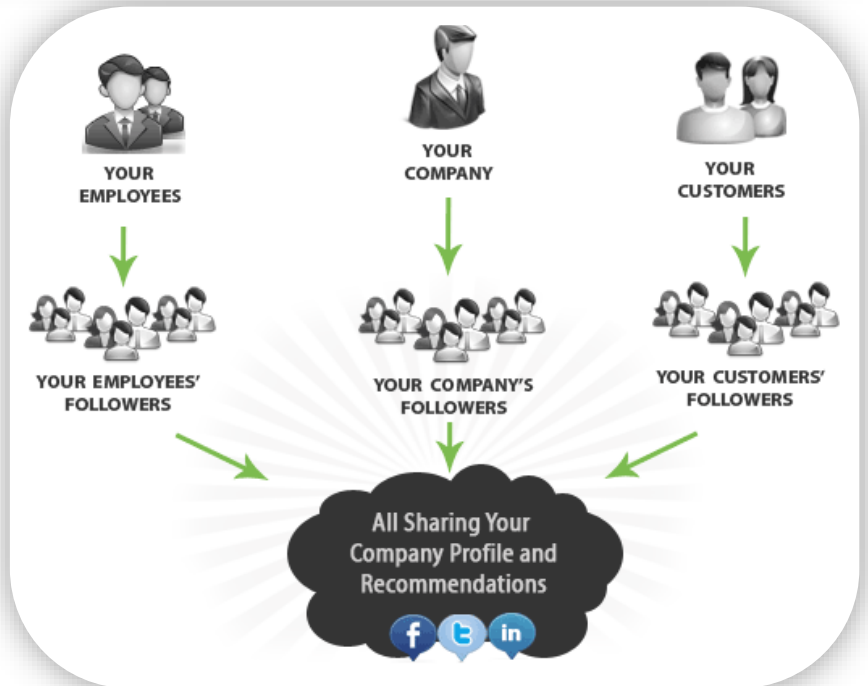 YOUR
EMPLOYEES
YOUR
COMPANY
YOUR
CUSTOMERS
YOUR EMPLOYEES'
FOLLOWERS
YOUR COMPANY'S
FOLLOWERS
YOUR CUSTOMERS'
FOLLOWERS
All Sharing Your
Company Profile and
Recommendations
f t in